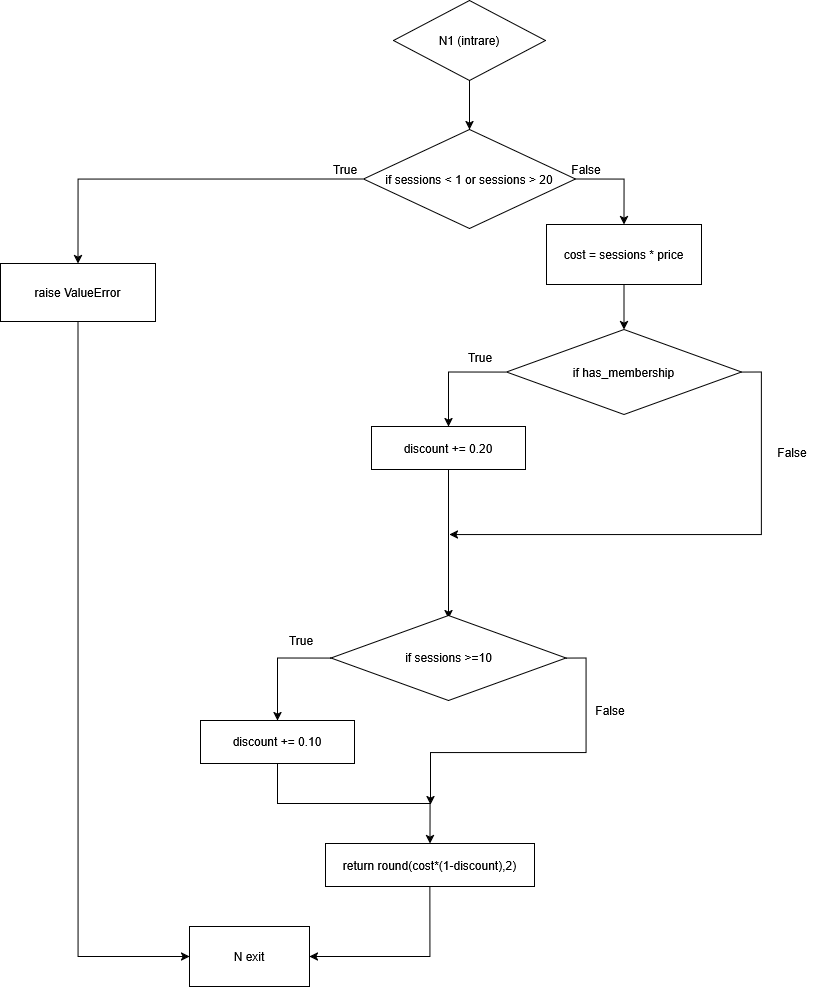 N1 (intrare)
True
False
if sessions < 1 or sessions > 20
cost = sessions * price
raise ValueError
True
if has_membership
discount += 0.20
False
True
if sessions >=10
False
discount += 0.10
return round(cost*(1-discount),2)
N exit